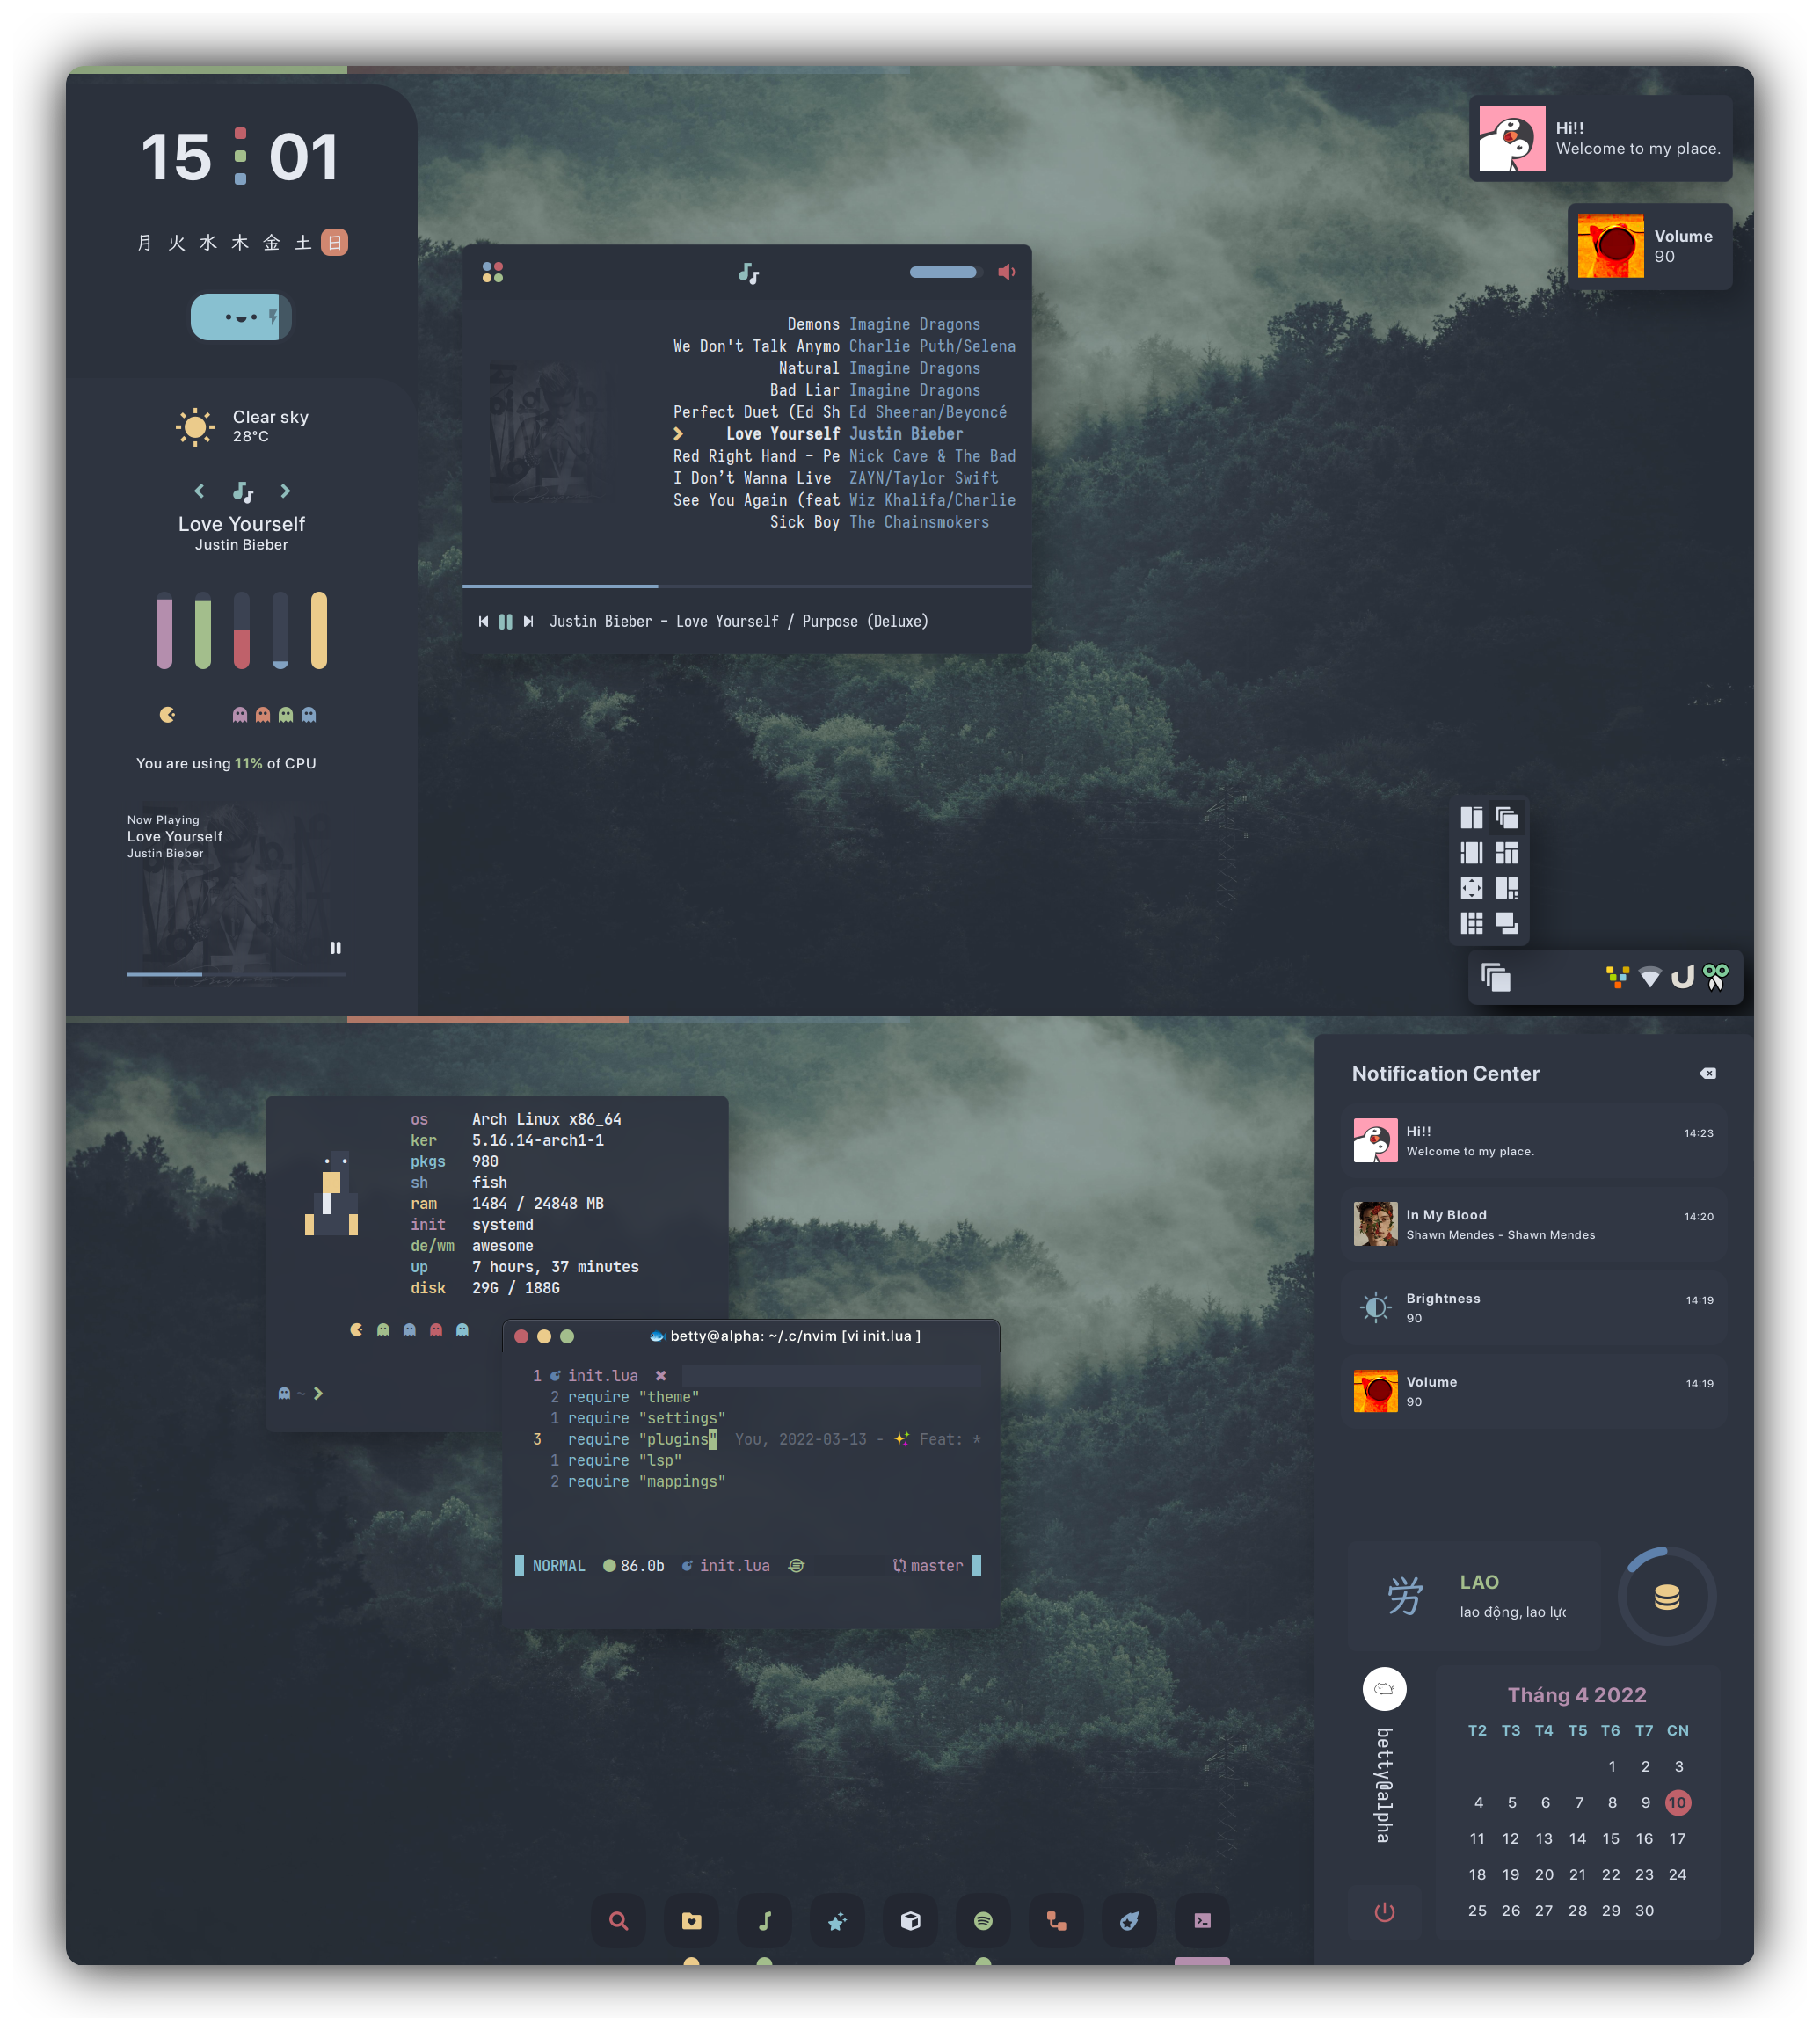 15 01
月 火 水 木 金 土 日
Clear sky
28°C
Love Yourself
Justin Bieber
You are using 11% of CPU
Now Playing
Love Yourself
Justin Bieber
Demons Imagine Dragons
We Don't Talk Anymo Charlie Puth/Selena
Natural Imagine Dragons
Bad Liar Imagine Dragons
Perfect Duet (Ed Sh Ed Sheeran/Beyoncé
Love Yourself Justin Bieber
Red Right Hand - Pe Nick Cave & The Bad
I Don’t Wanna Live ZAYN/Taylor Swift
See You Again (feat Wiz Khalifa/Charlie
Sick Boy The Chainsmokers
Justin Bieber - Love Yourself / Purpose (Deluxe)
Hi!!
Welcome to my place.
Volume
90
os Arch Linux x86_64
ker 5.16.14-arch1-1
pkgs 980
sh fish
ram 1484 / 24848 MB
init systemd
de/wm awesome
up 7 hours, 37 minutes
disk 29G / 188G
~
betty@alpha: ~/.c/nvim [vi init.lua ]
1 init.lua
2 require "theme"
1 require "settings"
3 require "plugins" You, 2022-03-13 - ✨ Feat: *
1 require "lsp"
2 require "mappings"
NORMAL 86.0b init.lua master
Notification Center
Hi!! 14:23
Welcome to my place.
In My Blood 14:20
Shawn Mendes - Shawn Mendes
Brightness 14:19
90
Volume 14:19
90
労
LAO
lao động, lao lực
betty@alpha
Tháng 4 2022
T2 T3 T4 T5 T6 T7 CN
1 2 3
4 5 6 7 8 9 10
11 12 13 14 15 16 17
18 19 20 21 22 23 24
25 26 27 28 29 30